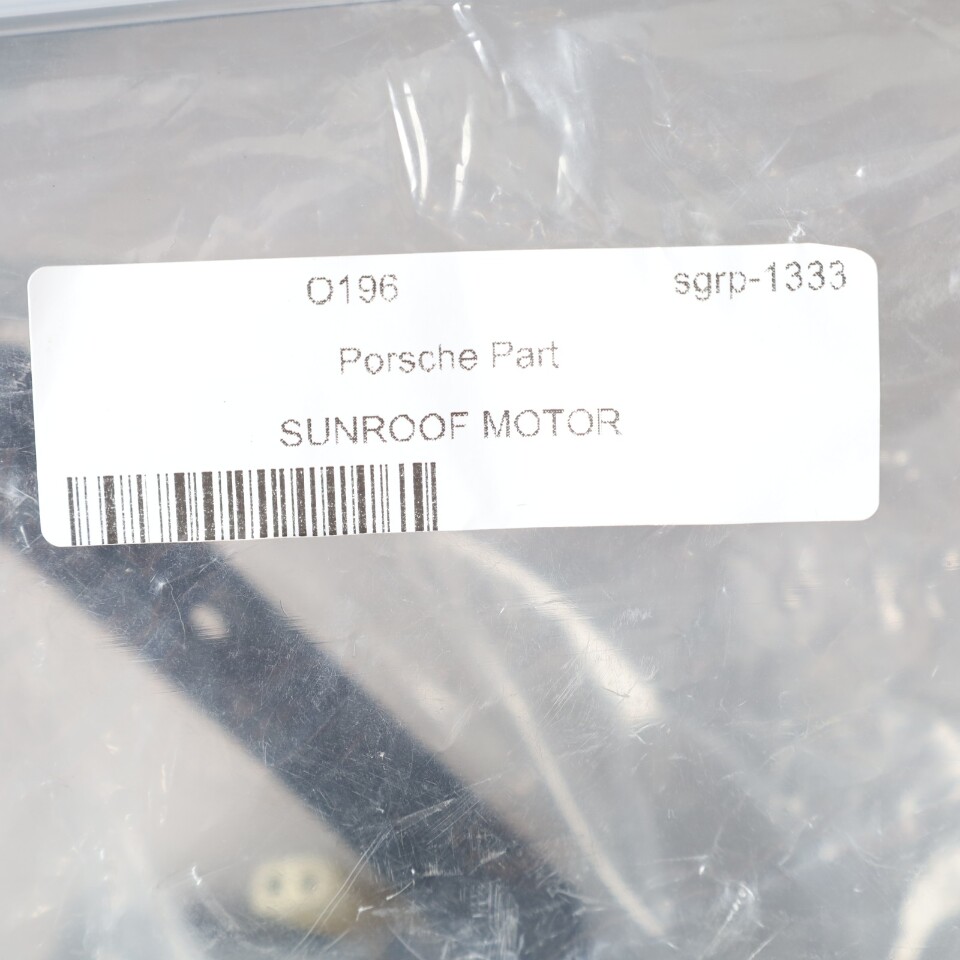 O196 sgrp-1333
Porsche Part
SUNROOF MOTOR